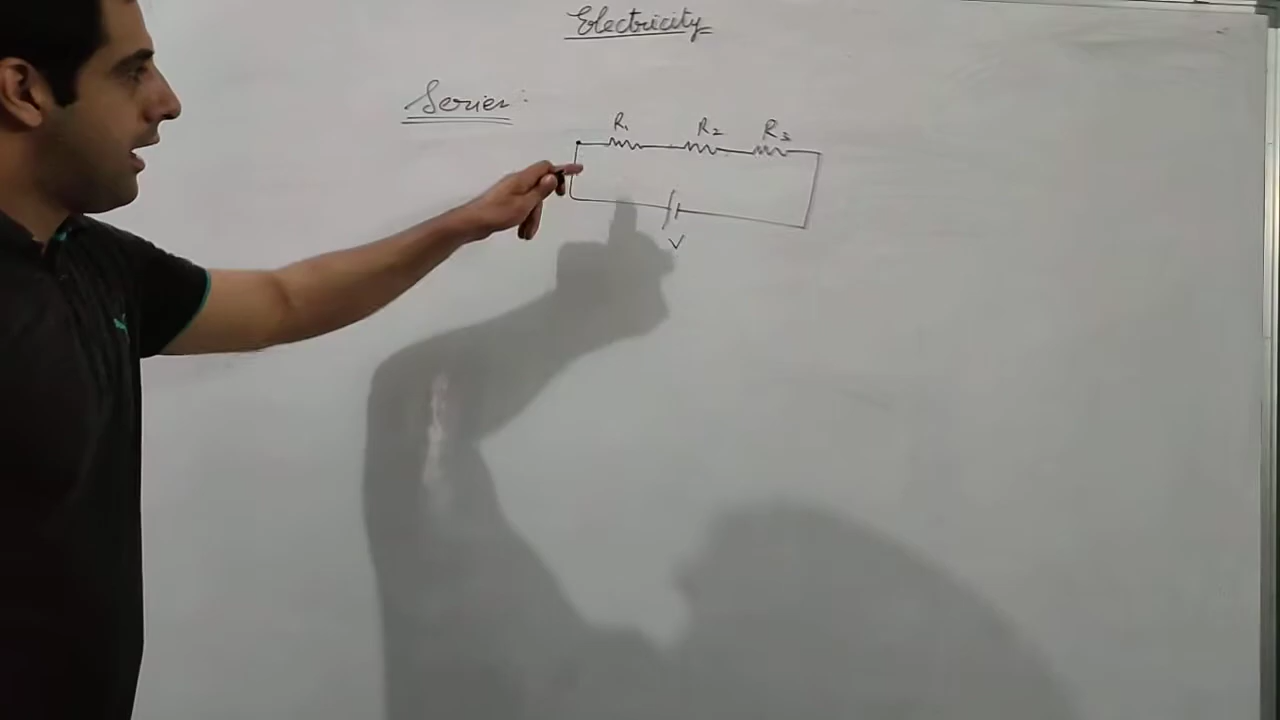 Electricity
Series:
R₁ R₂ R₃
V